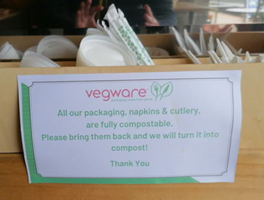 vegware
All our packaging, napkins & cutlery,
are fully compostable.
Please bring them back and we will turn it into
compost!
Thank You